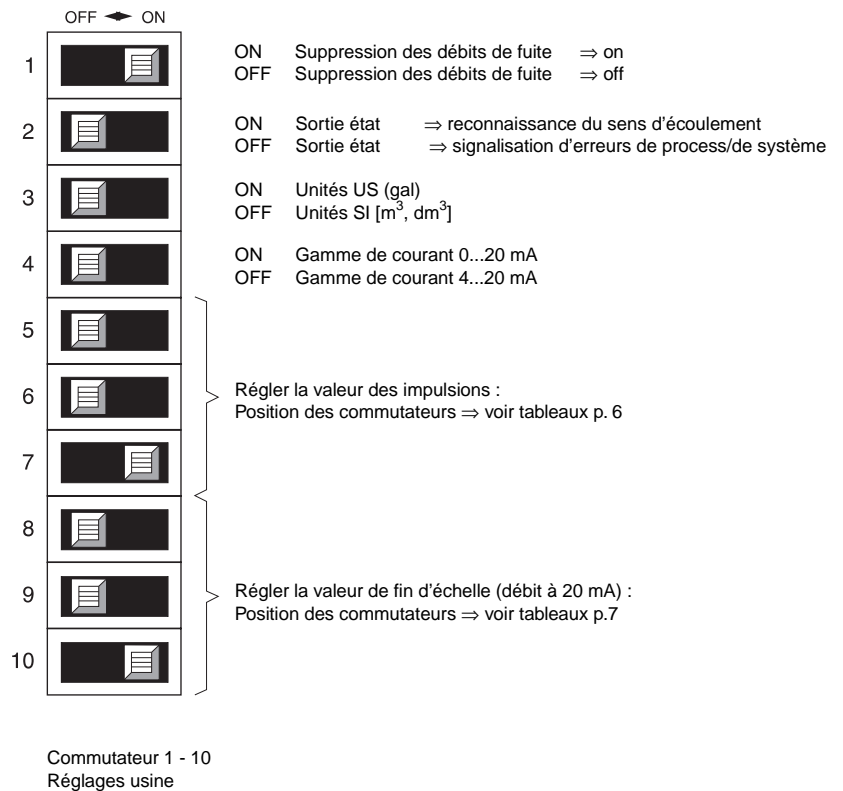 OFF ON
1
ON Suppression des débits de fuite ⇒ on
OFF Suppression des débits de fuite ⇒ off
2
ON Sortie état ⇒ reconnaissance du sens d'écoulement
OFF Sortie état ⇒ signalisation d'erreurs de process/de système
3
ON Unités US (gal)
OFF Unités SI [m³, dm³]
4
ON Gamme de courant 0...20 mA
OFF Gamme de courant 4...20 mA
5
6
Régler la valeur des impulsions :
Position des commutateurs ⇒ voir tableaux p. 6
7
8
9
Régler la valeur de fin d'échelle (débit à 20 mA) :
Position des commutateurs ⇒ voir tableaux p.7
10
Commutateur 1 - 10
Réglages usine